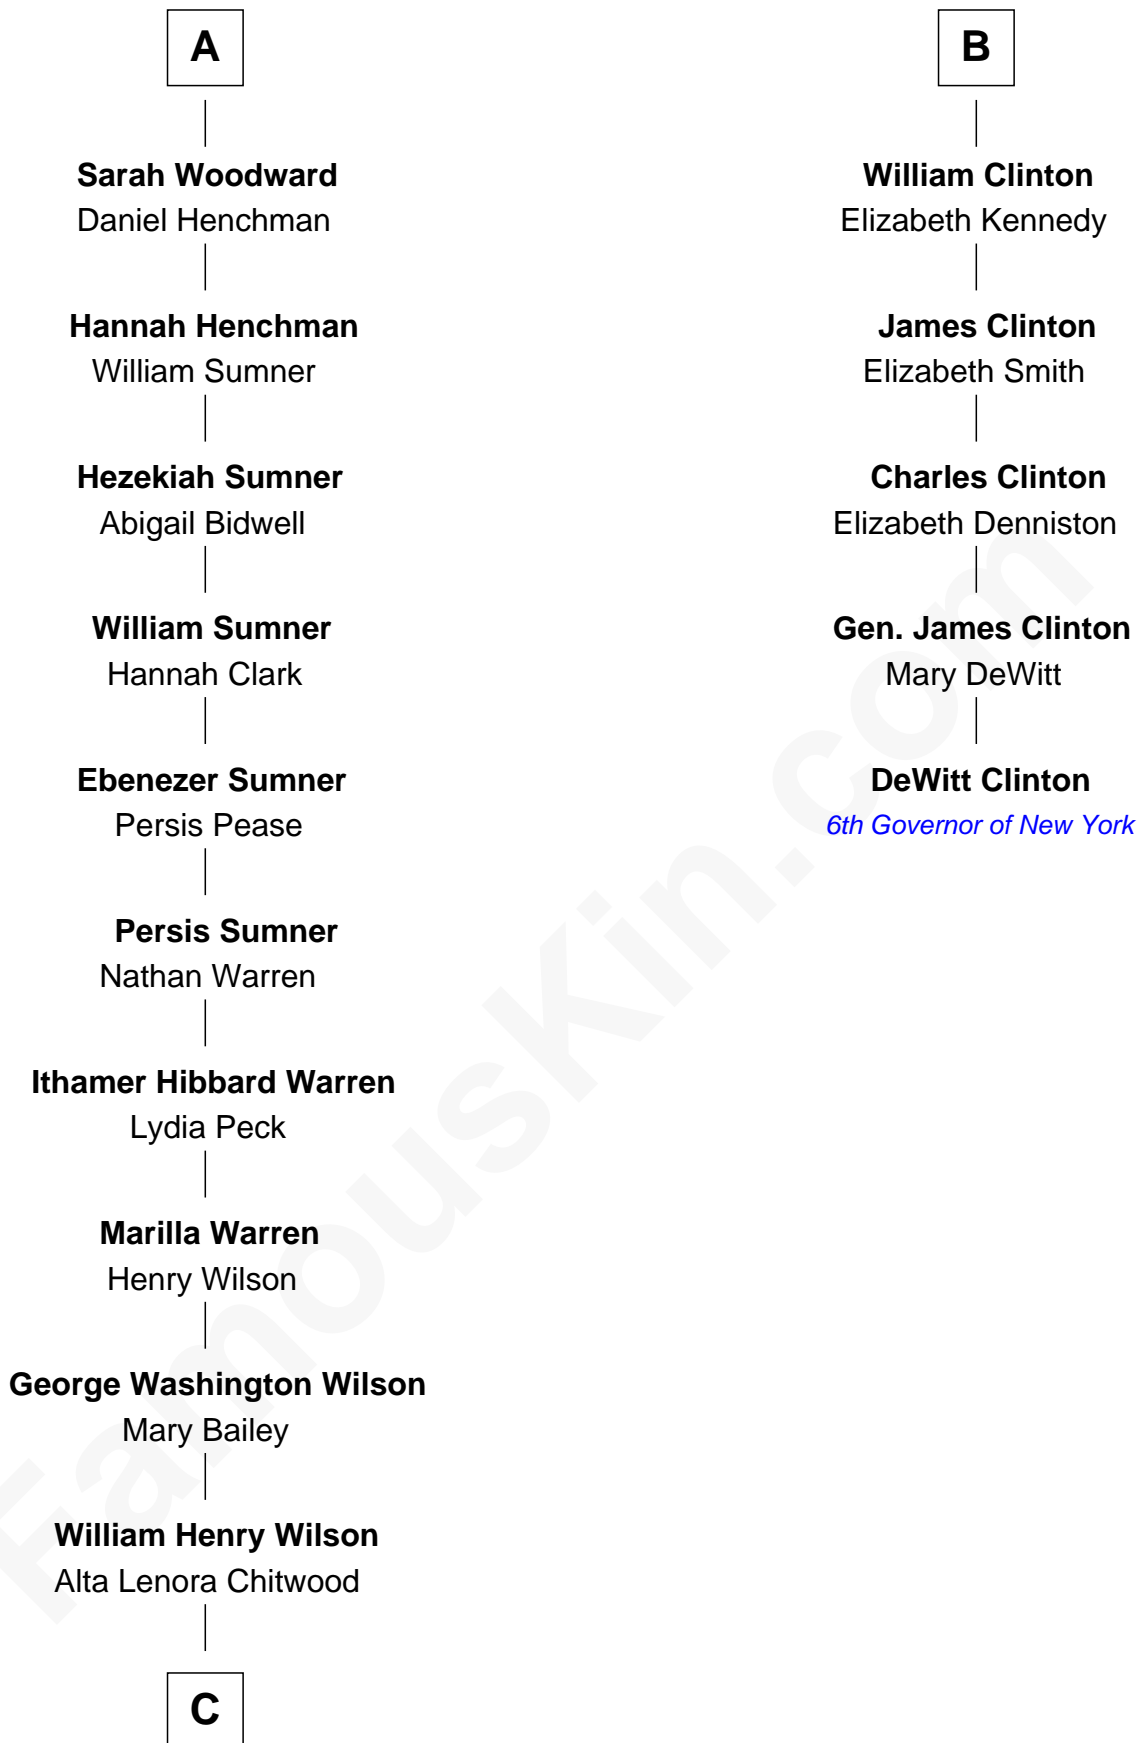 A
Sarah Woodward
Daniel Henchman
Hannah Henchman
William Sumner
Hezekiah Sumner
Abigail Bidwell
William Sumner
Hannah Clark
Ebenezer Sumner
Persis Pease
Persis Sumner
Nathan Warren
Ithamer Hibbard Warren
Lydia Peck
Marilla Warren
Henry Wilson
George Washington Wilson
Mary Bailey
William Henry Wilson
Alta Lenora Chitwood
C
B
William Clinton
Elizabeth Kennedy
James Clinton
Elizabeth Smith
Charles Clinton
Elizabeth Denniston
Gen. James Clinton
Mary DeWitt
DeWitt Clinton
6th Governor of New York
FamousKin.com